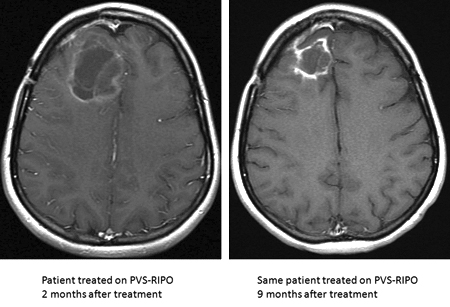 Patient treated on PVS-RIPO
2 months after treatment
Same patient treated on PVS-RIPO
9 months after treatment